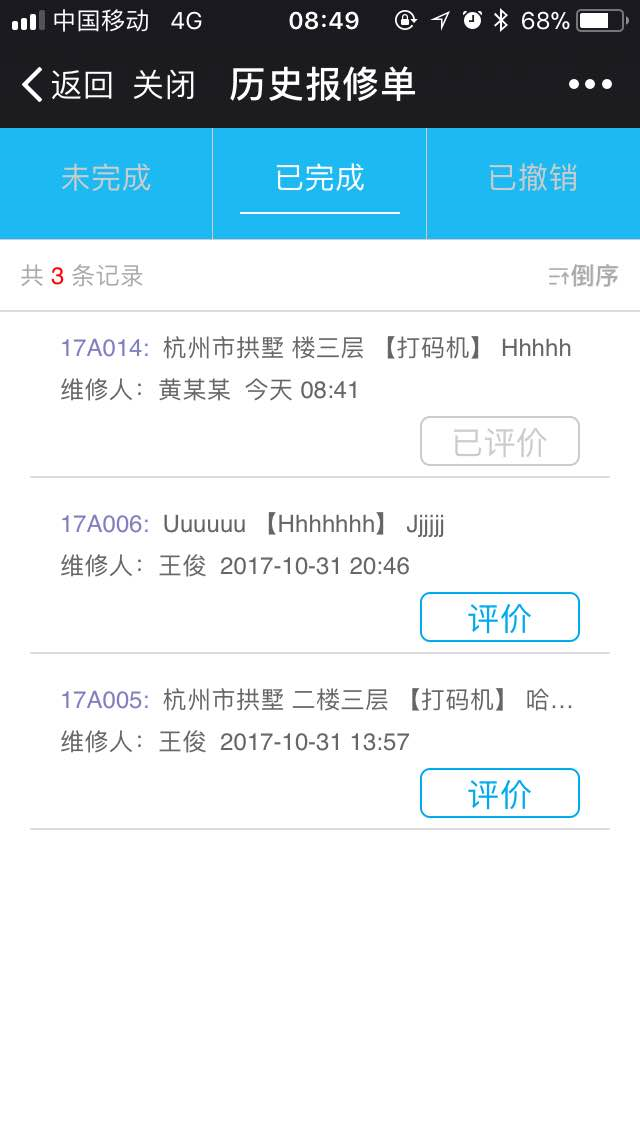 中国移动 4G 08:49 68%
返回 关闭 历史报修单
未完成 已完成 已撤销
共 3 条记录 倒序
17A014: 杭州市拱墅 楼三层 【打码机】 Hhhhh
维修人: 黄某某 今天 08:41
已评价
17A006: Uuuuuu 【Hhhhhhh】 Jjjjjj
维修人: 王俊 2017-10-31 20:46
评价
17A005: 杭州市拱墅 二楼三层 【打码机】 哈...
维修人: 王俊 2017-10-31 13:57
评价